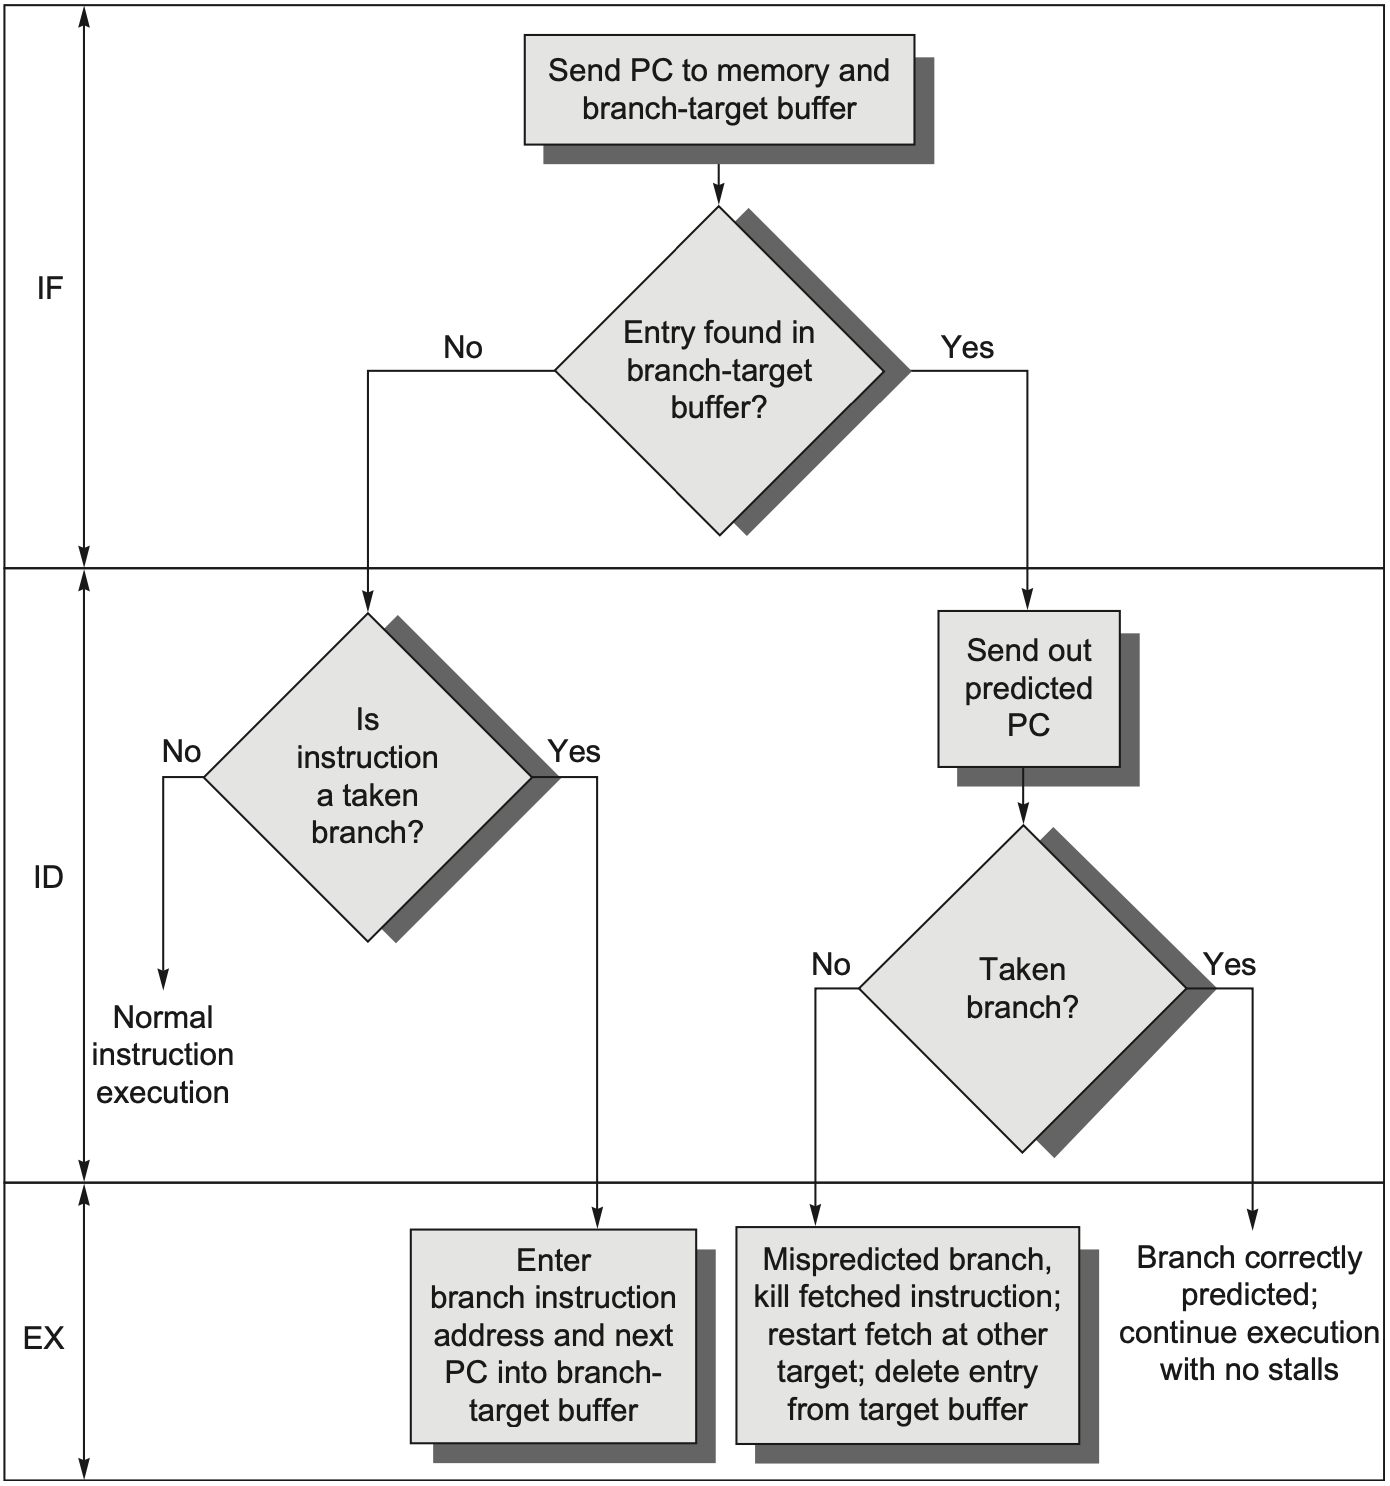 Send PC to memory and
branch-target buffer
IF
Entry found in
branch-target
buffer?
No
Yes
ID
Is
instruction
a taken
branch?
No
Yes
Normal
instruction
execution
Send out
predicted
PC
Taken
branch?
No
Yes
EX
Enter
branch instruction
address and next
PC into branch-
target buffer
Mispredicted branch,
kill fetched instruction;
restart fetch at other
target; delete entry
from target buffer
Branch correctly
predicted;
continue execution
with no stalls